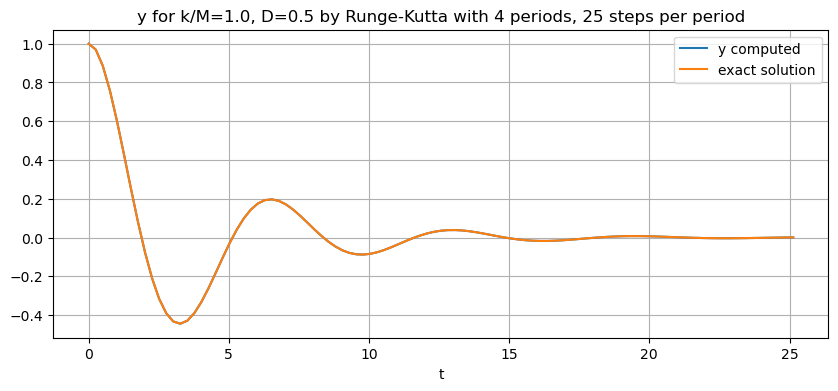 y for k/M=1.0, D=0.5 by Runge-Kutta with 4 periods, 25 steps per period
y computed
exact solution
1.0
0.8
0.6
0.4
0.2
0.0
−0.2
−0.4
0 5 10 15 20 25
t